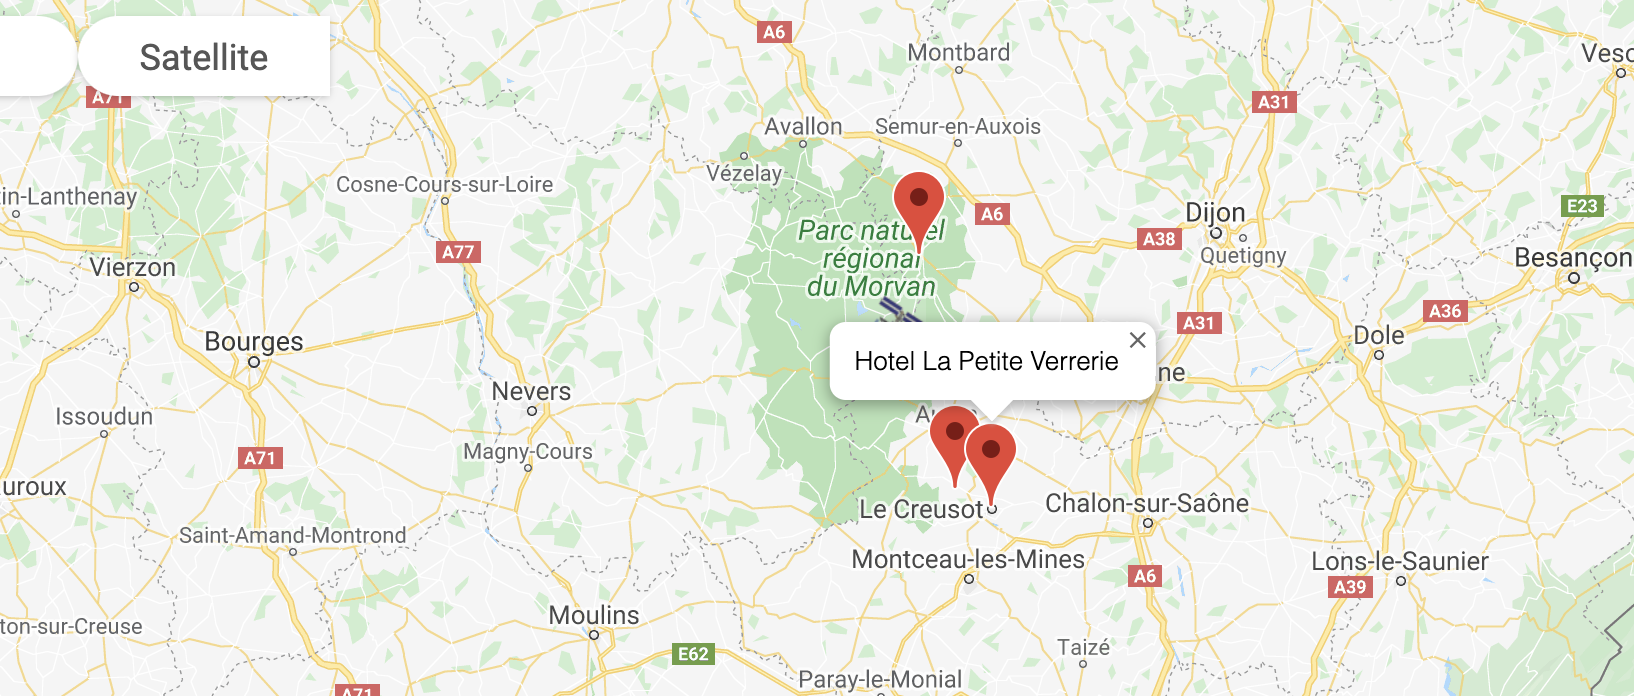 A6
Montbard
Veso
Satellite
A71
A31
Avallon
Semur-en-Auxois
Vézelay
Cosne-Cours-sur-Loire
in-Lanthenay
E23
Dijon
A6
Parc naturel
régional
du Morvan
A38
Quetigny
A77
Besançon
Vierzon
A36
A31
Dole
Bourges
Hotel La Petite Verrerie
ne
Nevers
Issoudun
Magny-Cours
A71
uroux
Le Creusot
Chalon-sur-Saône
Saint-Amand-Montrond
Montceau-les-Mines
Lons-le-Saunier
A6
A39
Moulins
ton-sur-Creuse
E62
Taizé
Paray-le-Monial
A71